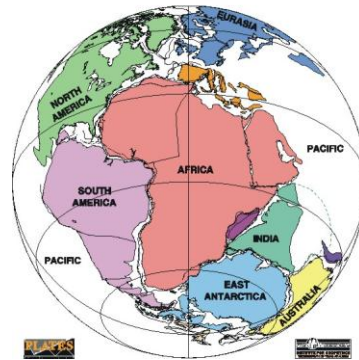 EURASIA
NORTH
AMERICA
PACIFIC
AFRICA
SOUTH
AMERICA
PACIFIC
INDIA
EAST
ANTARCTICA
AUSTRALIA
PLATES